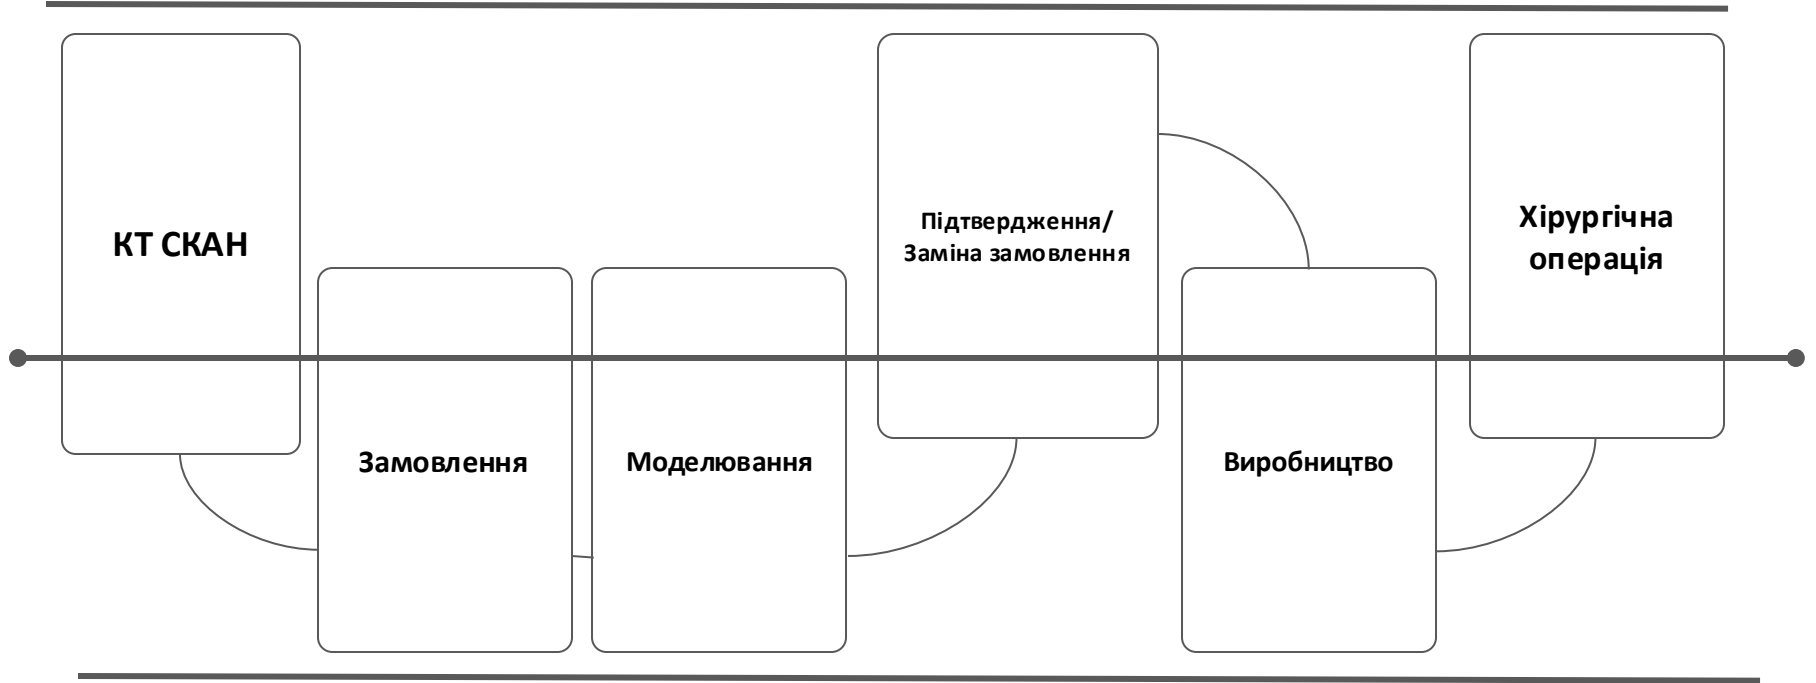 КТ СКАН
Замовлення
Моделювання
Підтвердження/
Заміна замовлення
Виробництво
Хірургічна
операція